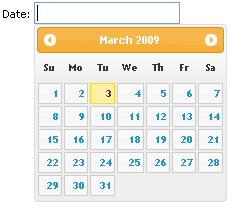 Date:
March 2009
Su Mo Tu We Th Fr Sa
1 2 3 4 5 6 7
8 9 10 11 12 13 14
15 16 17 18 19 20 21
22 23 24 25 26 27 28
29 30 31